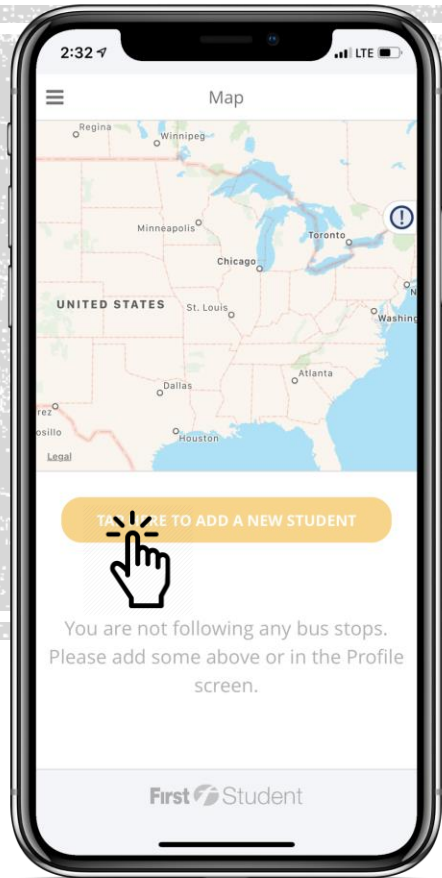 2:32
LTE
Map
Regina
Winnipeg
Minneapolis
Toronto
Chicago
UNITED STATES
St. Louis
Washing
Atlanta
Dallas
rez
osillo
Houston
Legal
TO ADD A NEW STUDENT
You are not following any bus stops.
Please add some above or in the Profile
screen.
First Student